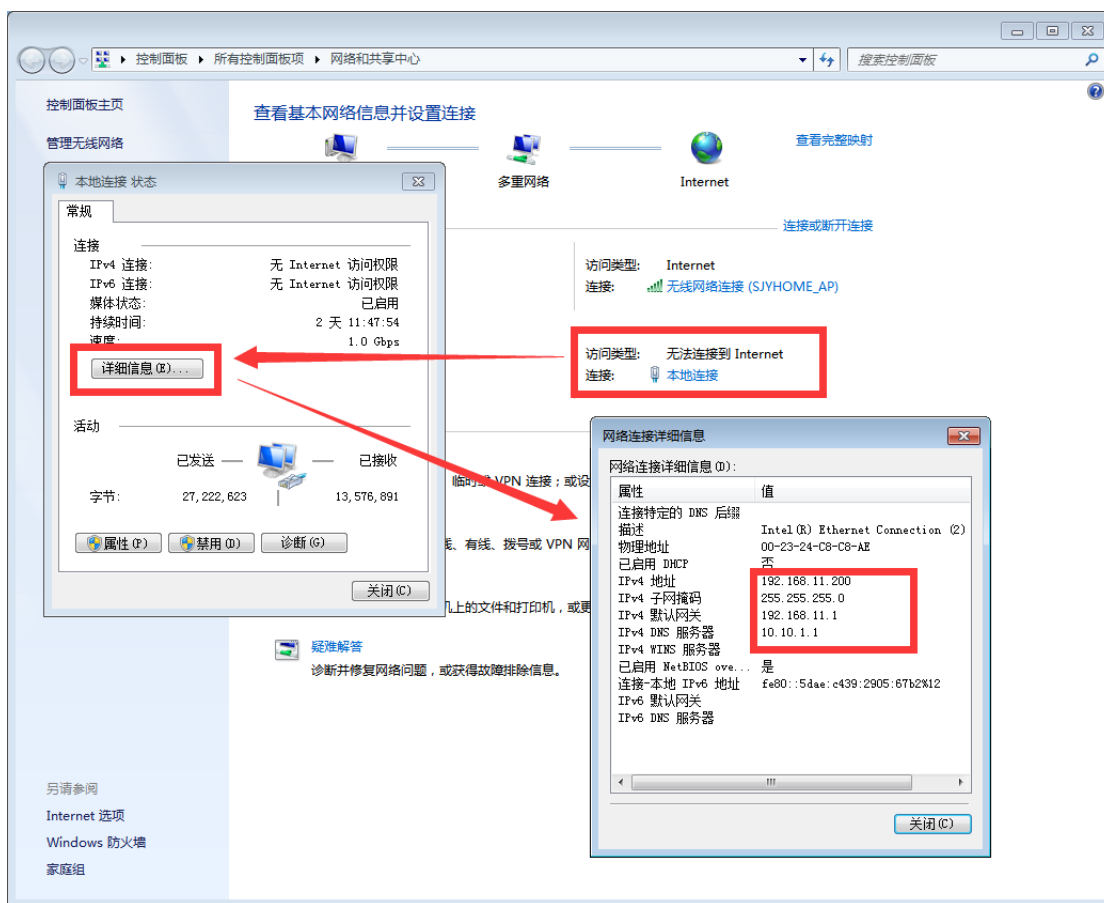 控制面板 ▸ 所有控制面板项 ▸ 网络和共享中心
搜索控制面板
控制面板主页
管理无线网络
查看基本网络信息并设置连接
查看完整映射
多重网络
Internet
连接或断开连接
访问类型: Internet
连接: 无线网络连接 (SJYHOME_AP)
访问类型: 无法连接到 Internet
连接: 本地连接
临时或 VPN 连接；或设
线、有线、拨号或 VPN 网
机上的文件和打印机，或更
疑难解答
诊断并修复网络问题，或获得故障排除信息。
另请参阅
Internet 选项
Windows 防火墙
家庭组
本地连接 状态
常规
连接
IPv4 连接: 无 Internet 访问权限
IPv6 连接: 无 Internet 访问权限
媒体状态: 已启用
持续时间: 2 天 11:47:54
速度: 1.0 Gbps
详细信息(E)...
活动
已发送 — — 已接收
字节: 27,222,623 | 13,576,891
属性(P) 禁用(D) 诊断(G)
关闭(C)
网络连接详细信息
网络连接详细信息(D):
属性 值
连接特定的 DNS 后缀
描述 Intel(R) Ethernet Connection (2)
物理地址 00-23-24-C8-C8-AE
已启用 DHCP 否
IPv4 地址 192.168.11.200
IPv4 子网掩码 255.255.255.0
IPv4 默认网关 192.168.11.1
IPv4 DNS 服务器 10.10.1.1
IPv4 WINS 服务器
已启用 NetBIOS ove... 是
连接-本地 IPv6 地址 fe80::5dae:c439:2905:67b2%12
IPv6 默认网关
IPv6 DNS 服务器
关闭(C)